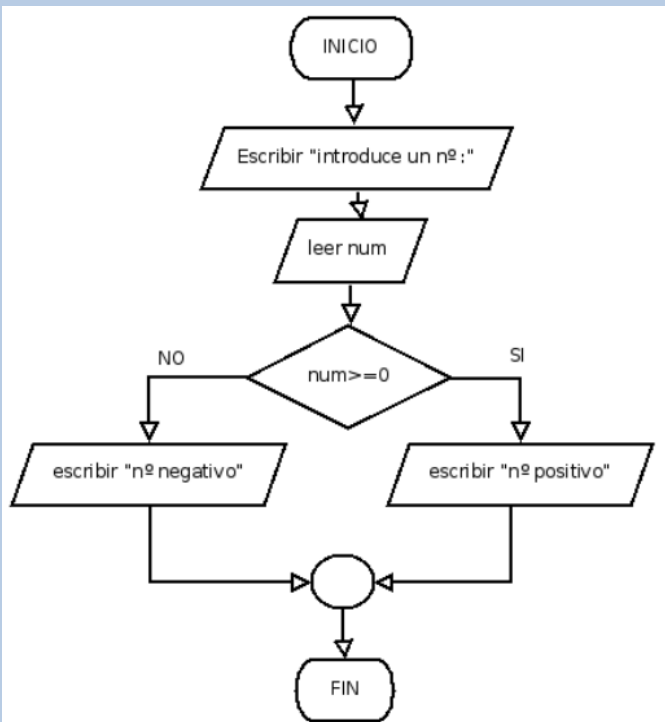 INICIO
Escribir "introduce un nº:"
leer num
num>=0
NO
SI
escribir "nº negativo"
escribir "nº positivo"
FIN